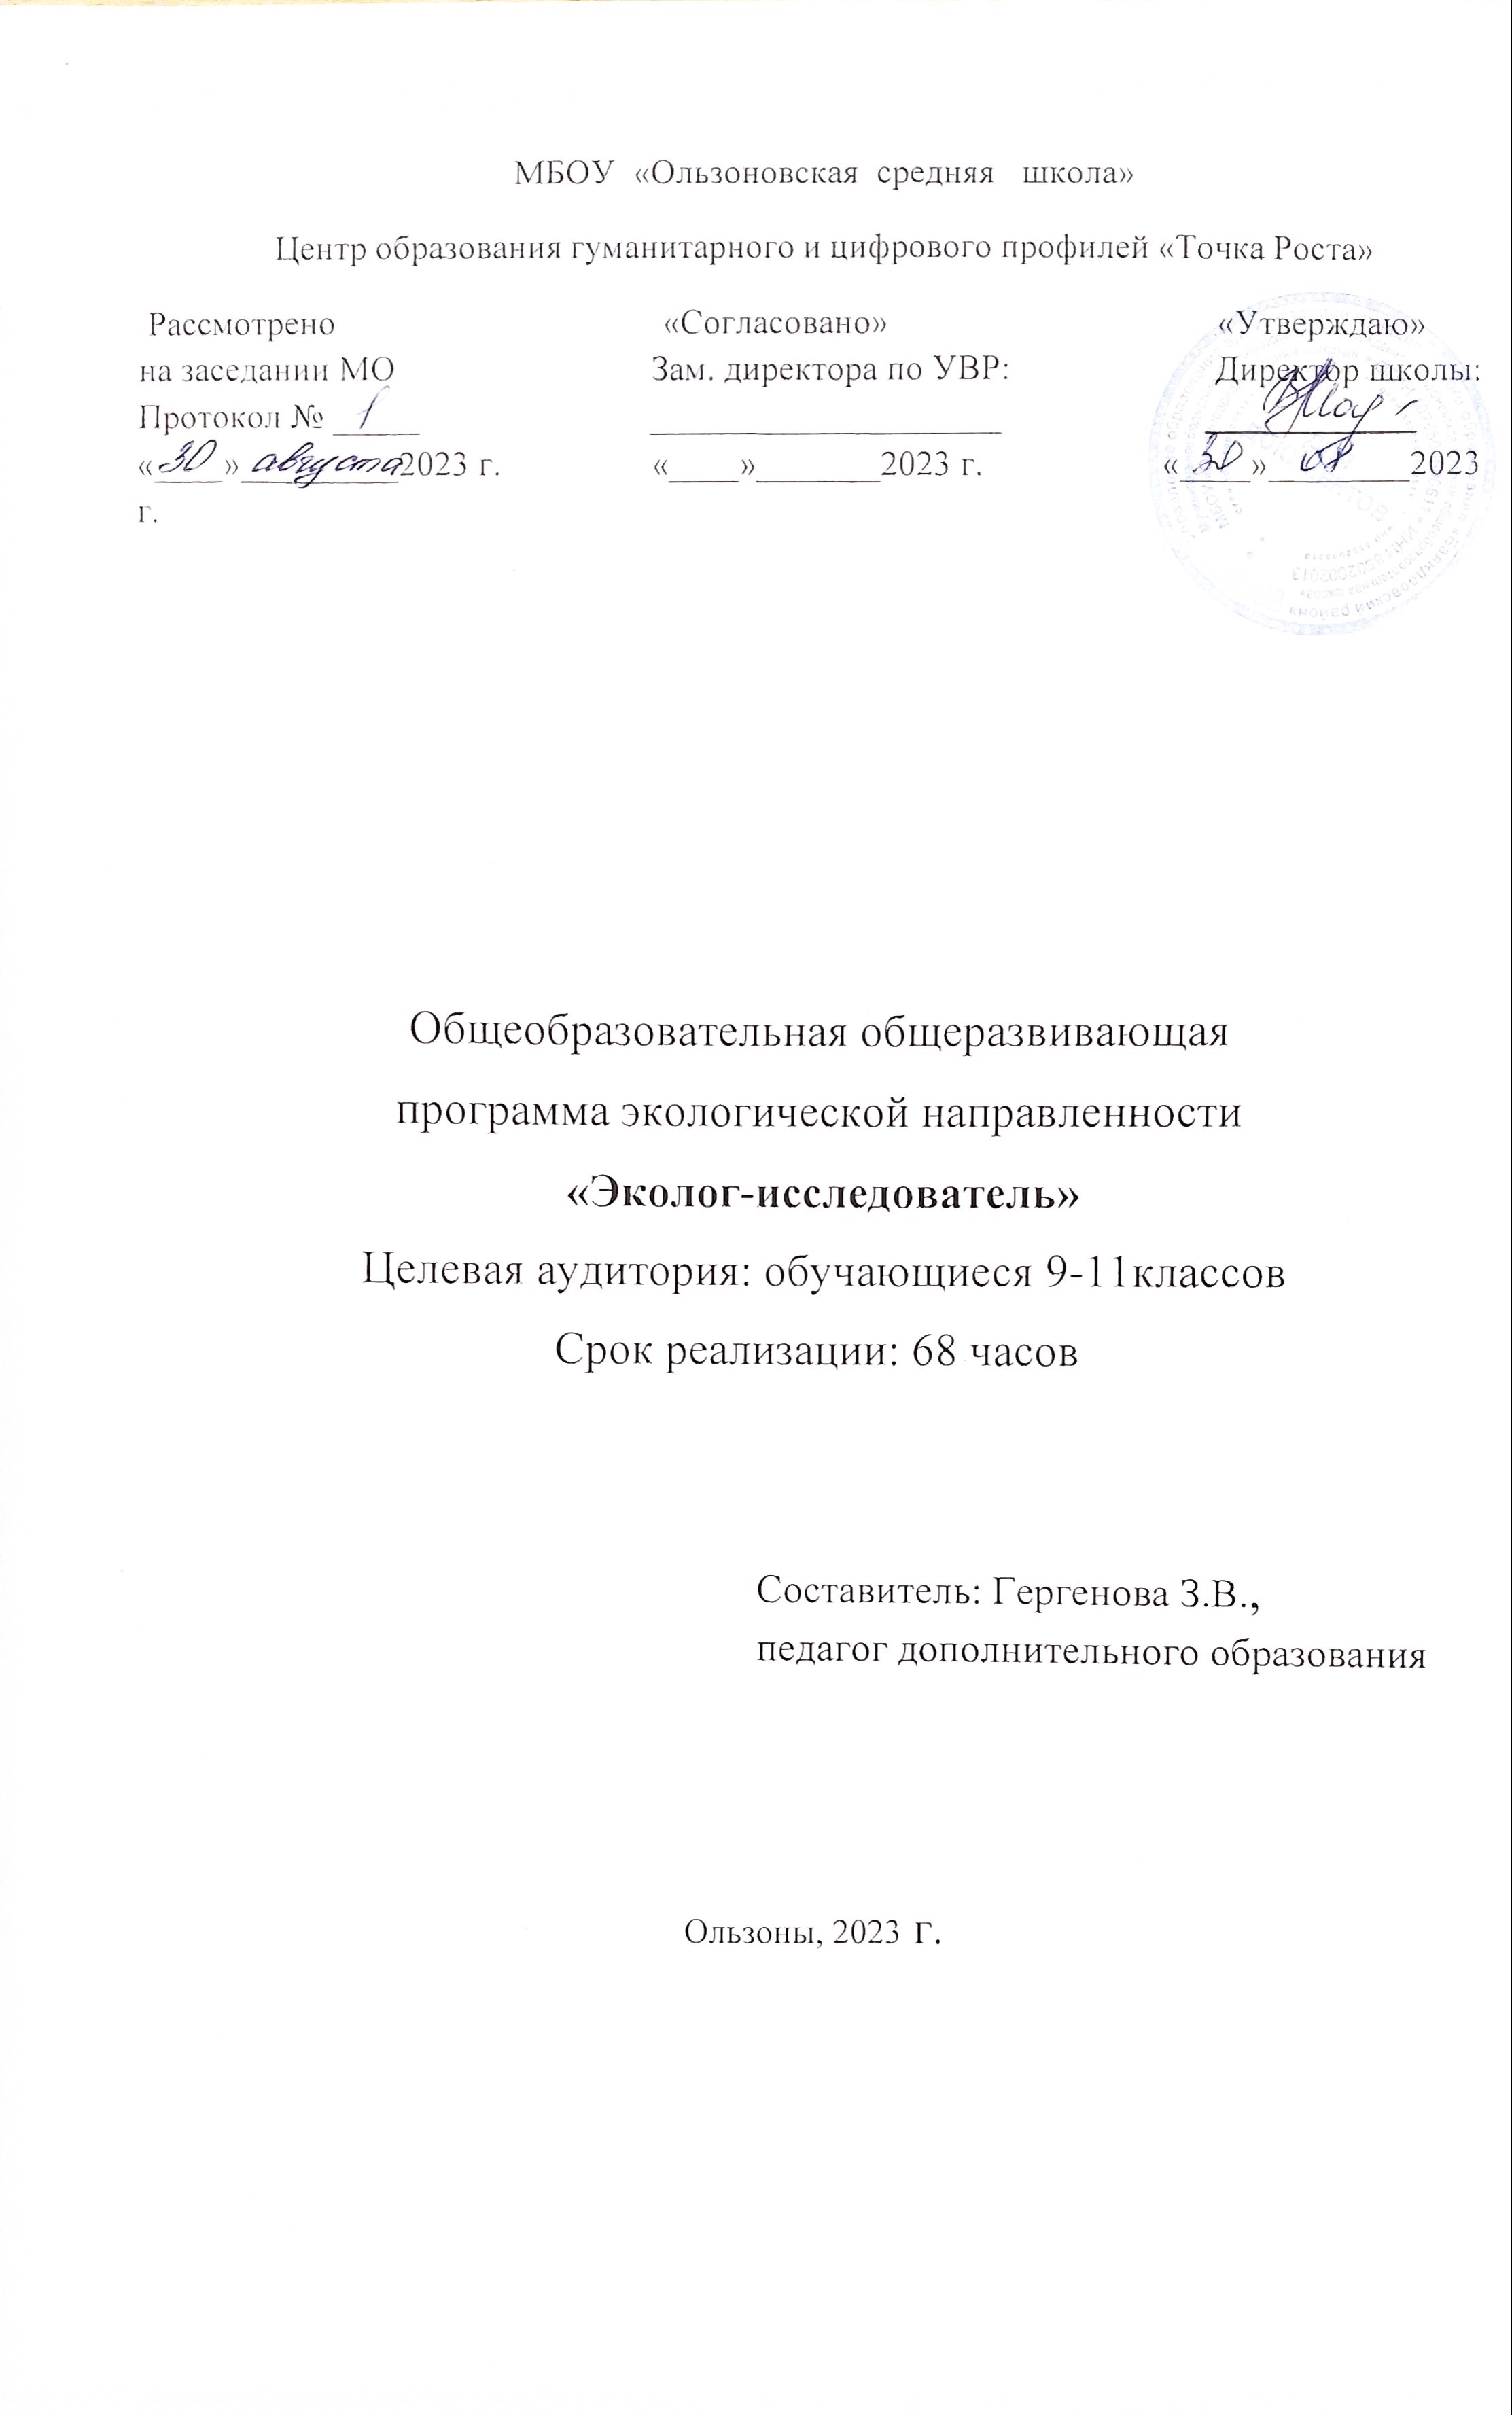 МБОУ «Ользоновская средняя школа»
Центр образования гуманитарного и цифрового профилей «Точка Роста»
Рассмотрено «Согласовано» «Утверждаю»
на заседании МО Зам. директора по УВР: Директор школы:
Протокол № 1
«30» августа 2023 г. «____»_______2023 г. «30» 08 2023
г.
Общеобразовательная общеразвивающая
программа экологической направленности
«Эколог-исследователь»
Целевая аудитория: обучающиеся 9-11классов
Срок реализации: 68 часов
Составитель: Гергенова З.В.,
педагог дополнительного образования
Ользоны, 2023 г.